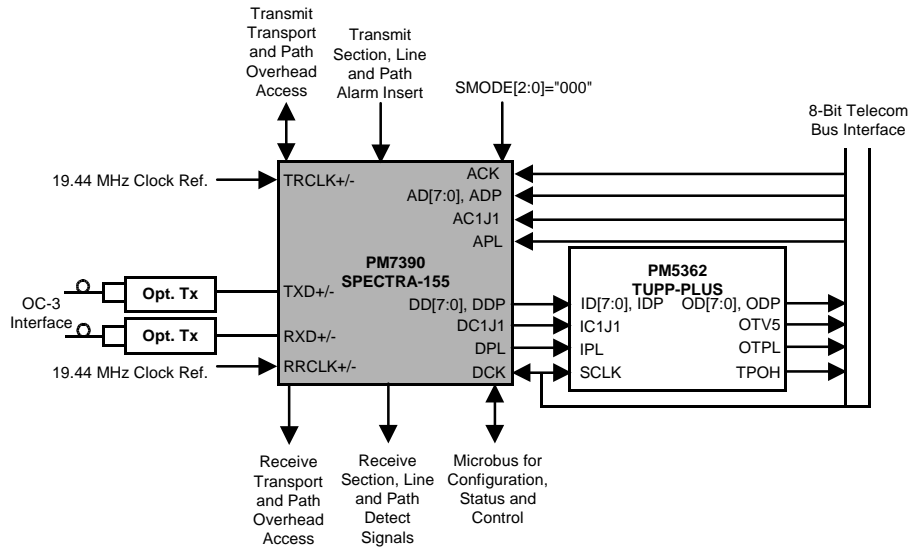 Transmit
Transport
and Path
Overhead
Access
Transmit
Section, Line
and Path
Alarm Insert
SMODE[2:0]="000"
8-Bit Telecom
Bus Interface
19.44 MHz Clock Ref.
TRCLK+/-
ACK
AD[7:0], ADP
AC1J1
APL
PM7390
SPECTRA-155
PM5362
TUPP-PLUS
OC-3
Interface
Opt. Tx
TXD+/-
Opt. Tx
RXD+/-
19.44 MHz Clock Ref.
RRCLK+/-
DD[7:0], DDP
DC1J1
DPL
DCK
ID[7:0], IDP
IC1J1
IPL
SCLK
OD[7:0], ODP
OTV5
OTPL
TPOH
Receive
Transport
and Path
Overhead
Access
Receive
Section, Line
and Path
Detect
Signals
Microbus for
Configuration,
Status and
Control